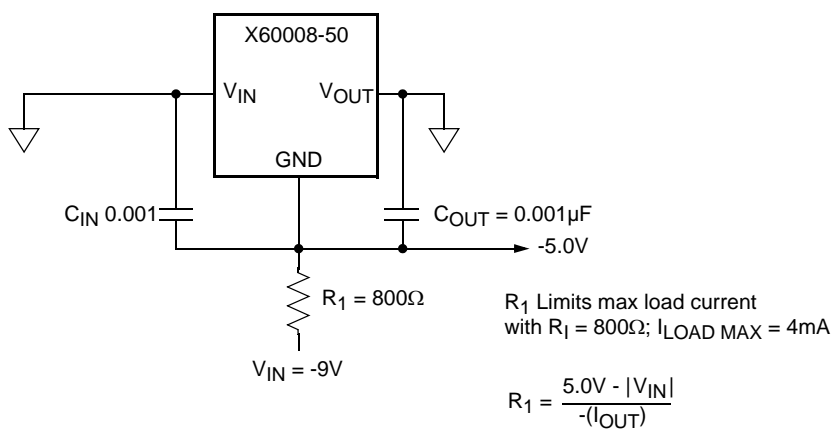 X60008-50
VIN
VOUT
GND
CIN 0.001
COUT = 0.001µF
-5.0V
R1 = 800Ω
VIN = -9V
R1 Limits max load current
with RI = 800Ω; ILOAD MAX = 4mA
R1 = 5.0V - |VIN|
-(IOUT)